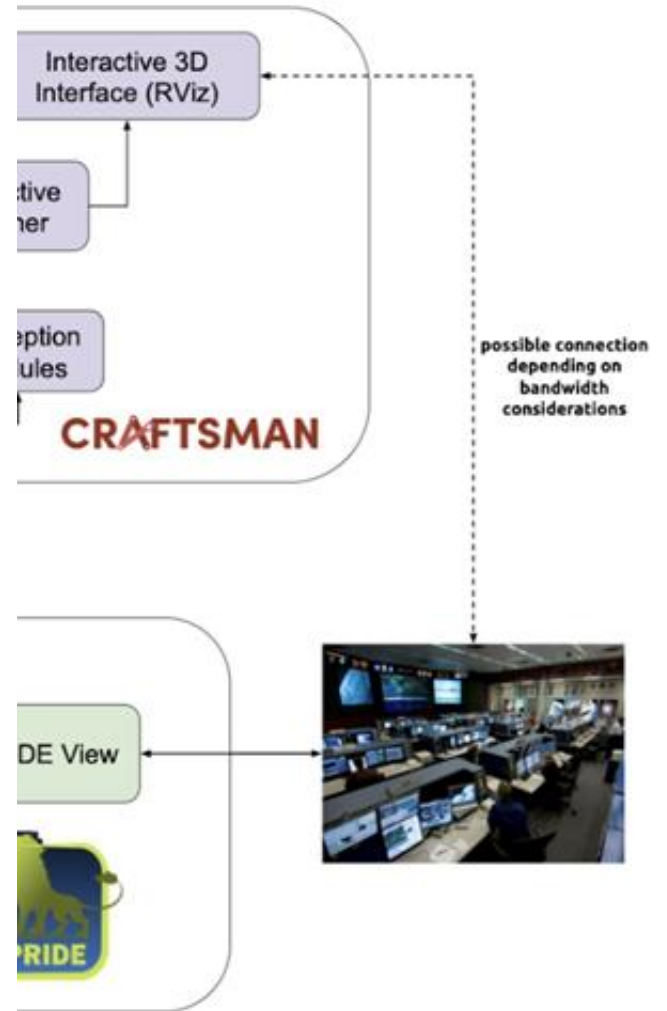 Interactive 3D
Interface (RViz)
ctive
ner
eption
ules
CRAFTSMAN
possible connection
depending on
bandwidth
considerations
DE View
PRIDE